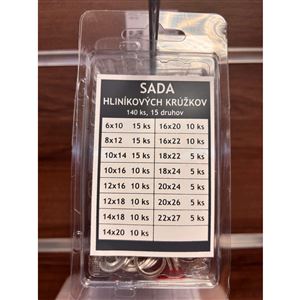 SADA
HLINÍKOVÝCH KRÚŽKOV
140 ks, 15 druhov
6x10 15 ks 16x20 10 ks
8x12 15 ks 16x22 10 ks
10x14 15 ks 18x22 5 ks
10x16 10 ks 18x24 5 ks
12x16 10 ks 20x24 5 ks
12x18 10 ks 20x26 5 ks
14x18 10 ks 22x27 5 ks
14x20 10 ks